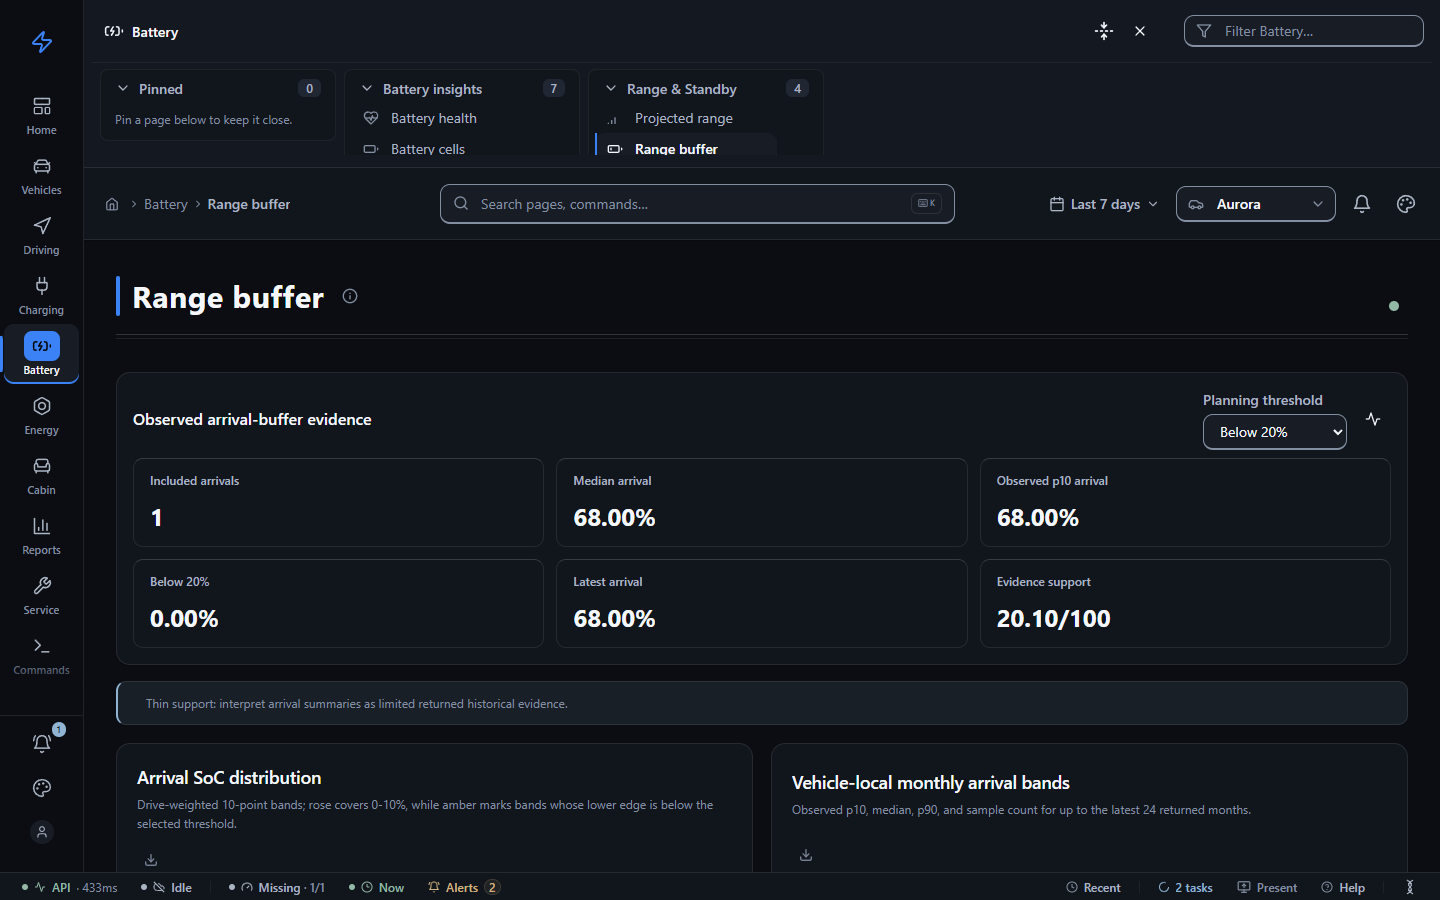 Battery
Filter Battery...
Pinned 0
Pin a page below to keep it close.
Battery insights 7
Battery health
Battery cells
Range & Standby 4
Projected range
Range buffer
Home
Vehicles
Driving
Charging
Battery
Energy
Cabin
Reports
Service
Commands
1
Battery
Range buffer
Search pages, commands...
K
Last 7 days
Aurora
Range buffer
Observed arrival-buffer evidence
Planning threshold
Below 20%
Included arrivals
1
Median arrival
68.00%
Observed p10 arrival
68.00%
Below 20%
0.00%
Latest arrival
68.00%
Evidence support
20.10/100
Thin support: interpret arrival summaries as limited returned historical evidence.
Arrival SoC distribution
Drive-weighted 10-point bands; rose covers 0-10%, while amber marks bands whose lower edge is below the
selected threshold.
Vehicle-local monthly arrival bands
Observed p10, median, p90, and sample count for up to the latest 24 returned months.
API · 433ms
Idle
Missing · 1/1
Now
Alerts 2
Recent
2 tasks
Present
Help